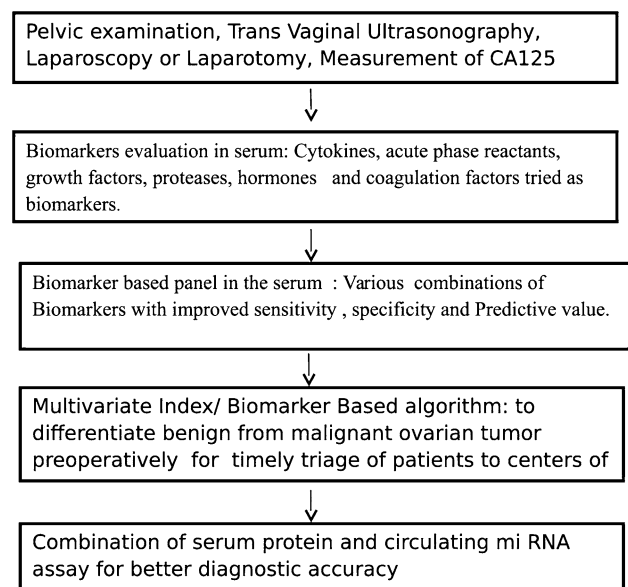 Pelvic examination, Trans Vaginal Ultrasonography,
Laparoscopy or Laparotomy, Measurement of CA125
Biomarkers evaluation in serum: Cytokines, acute phase reactants,
growth factors, proteases, hormones and coagulation factors tried as
biomarkers.
Biomarker based panel in the serum : Various combinations of
Biomarkers with improved sensitivity , specificity and Predictive value.
Multivariate Index/ Biomarker Based algorithm: to
differentiate benign from malignant ovarian tumor
preoperatively for timely triage of patients to centers of
Combination of serum protein and circulating mi RNA
assay for better diagnostic accuracy